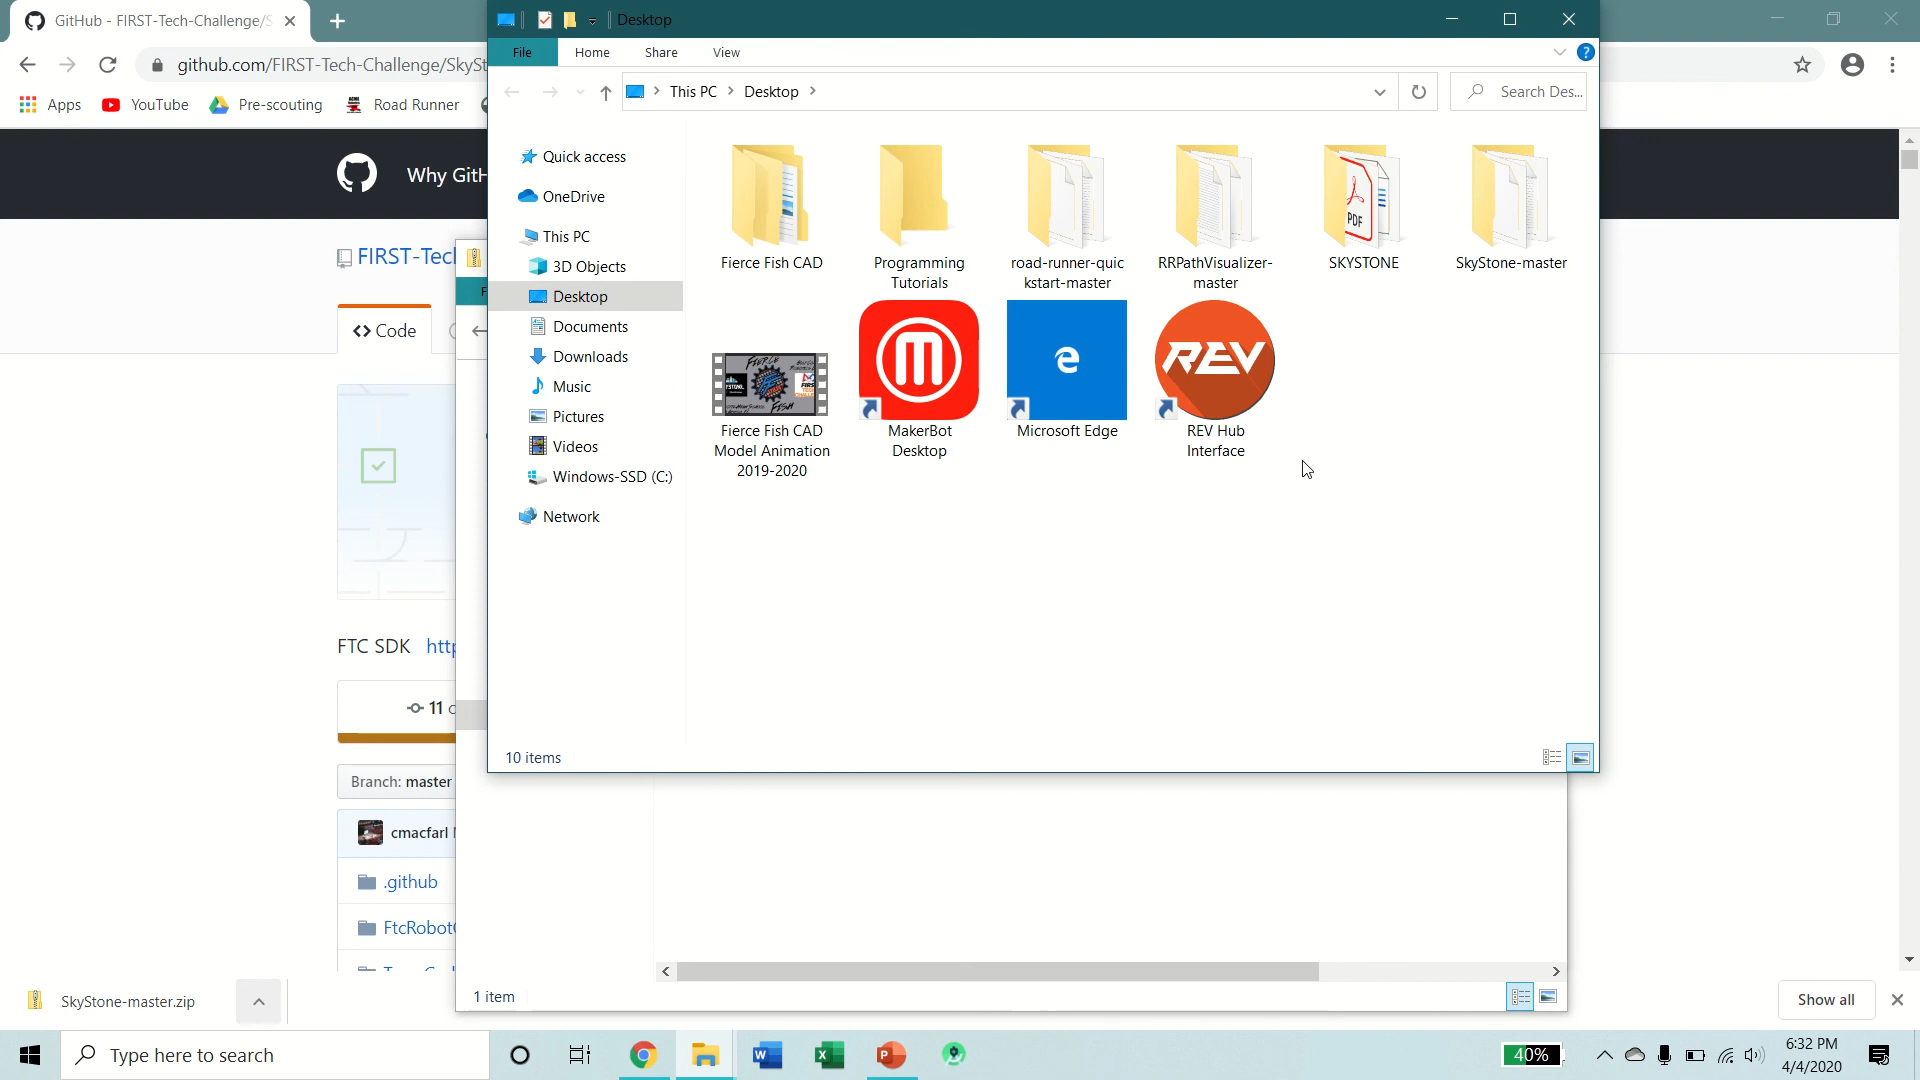 GitHub - FIRST-Tech-Challenge/S
Desktop
File
Home
Share
View
github.com/FIRST-Tech-Challenge/SkySt
This PC
Desktop
Search Des...
Apps
YouTube
Pre-scouting
Road Runner
Why GitH
Quick access
OneDrive
This PC
3D Objects
Desktop
Documents
Downloads
Music
Pictures
Videos
Windows-SSD (C:)
Network
Fierce Fish CAD
Programming
Tutorials
road-runner-quic
kstart-master
RRPathVisualizer-
master
PDF
SKYSTONE
SkyStone-master
Fierce Fish CAD
Model Animation
2019-2020
MakerBot
Desktop
Microsoft Edge
REV
REV Hub
Interface
10 items
FIRST-Tech
Code
FTC SDK
http
11 c
Branch: master
cmacfarl
.github
FtcRobot
1 item
SkyStone-master.zip
Show all
Type here to search
40%
6:32 PM
4/4/2020